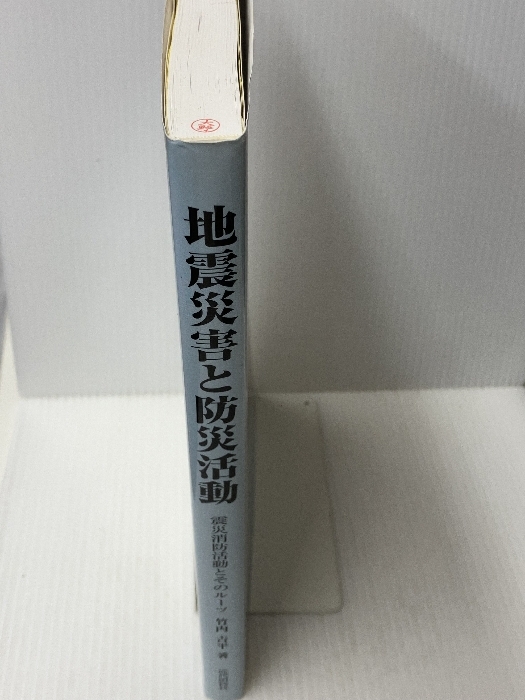 地震災害と防災活動
震災消防活動とそのルーツ
竹内 吉平 著